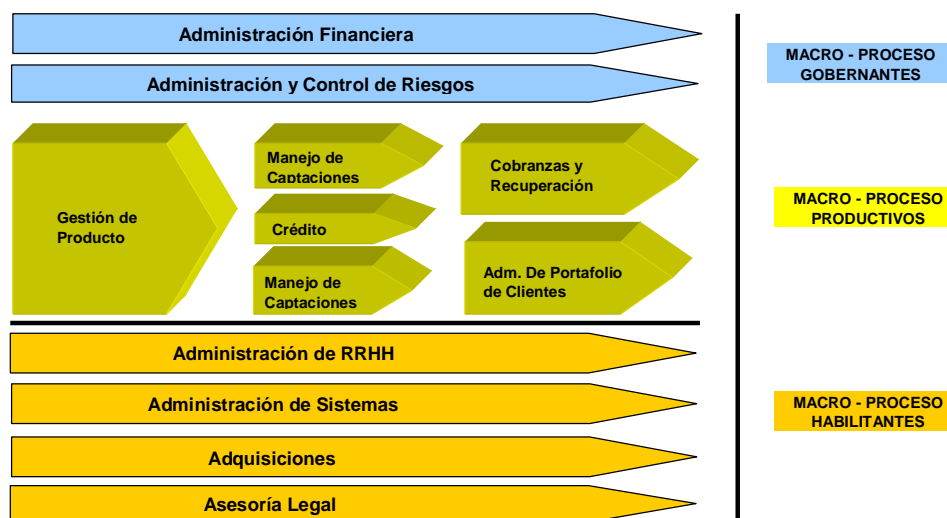 Administración Financiera
MACRO - PROCESO
GOBERNANTES
Administración y Control de Riesgos
Gestión de
Producto
Manejo de
Captaciones
Crédito
Manejo de
Captaciones
Cobranzas y
Recuperación
Adm. De Portafolio
de Clientes
MACRO - PROCESO
PRODUCTIVOS
Administración de RRHH
Administración de Sistemas
Adquisiciones
Asesoría Legal
MACRO - PROCESO
HABILITANTES